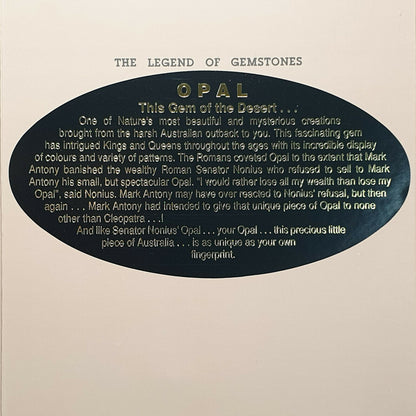 THE LEGEND OF GEMSTONES
OPAL
This Gem of the Desert . . .
One of Nature's most beautiful and mysterious creations
brought from the harsh Australian outback to you. This fascinating gem
has intrigued Kings and Queens throughout the ages with its incredible display
of colours and variety of patterns. The Romans coveted Opal to the extent that Mark
Antony banished the wealthy Roman Senator Nonius who refused to sell to Mark
Antony his small, but spectacular Opal. "I would rather lose all my wealth than lose my
Opal", said Nonius. Mark Antony may have over reacted to Nonius' refusal, but then
again . . . Mark Antony had intended to give that unique piece of Opal to none
other than Cleopatra . . .!
And like Senator Nonius' Opal . . . your Opal . . . this precious little
piece of Australia . . . is as unique as your own
fingerprint.